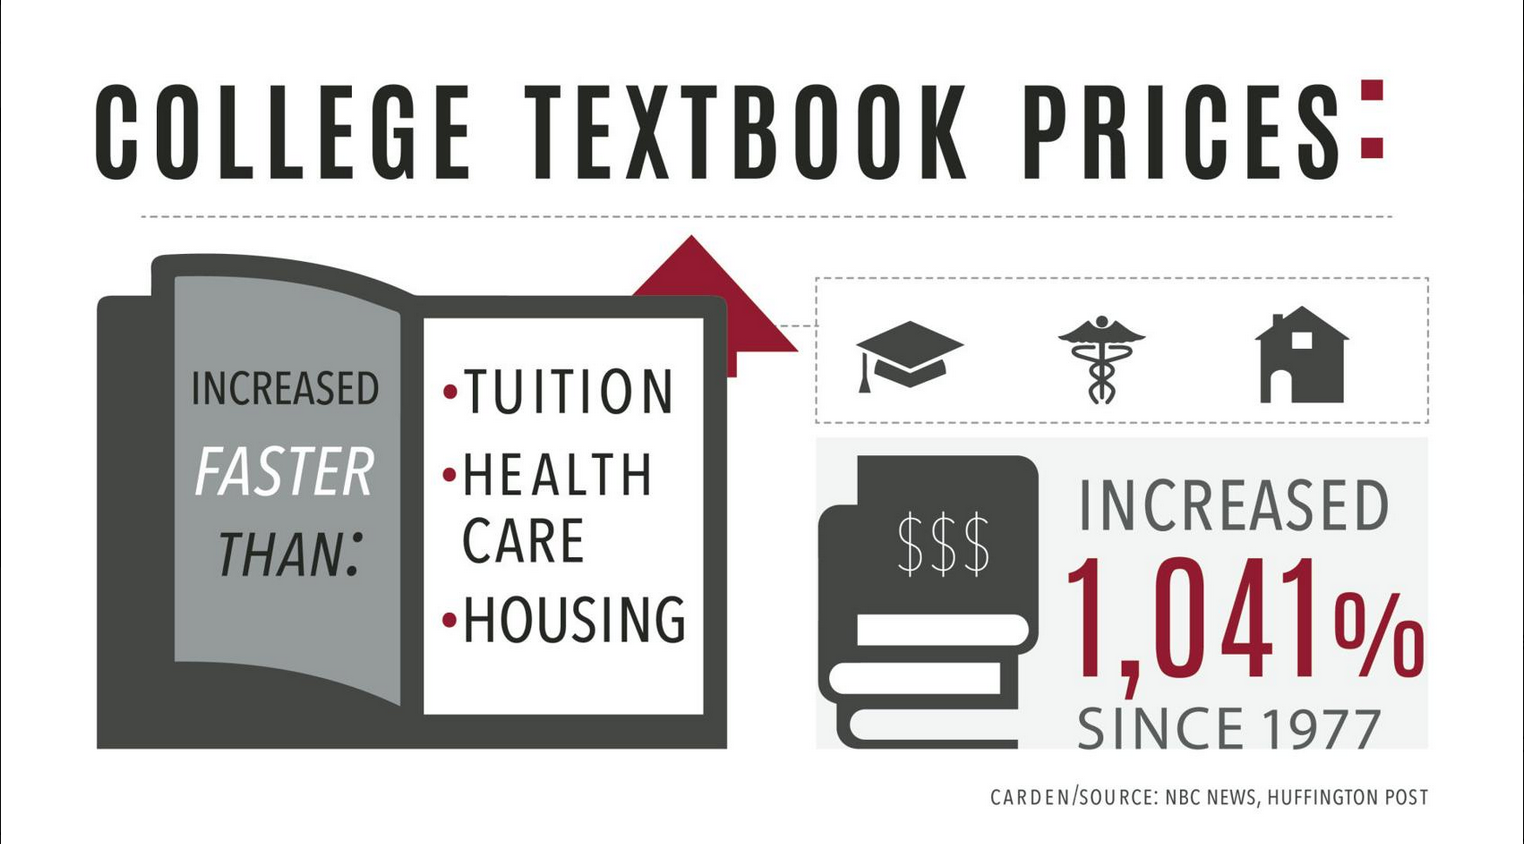 COLLEGE TEXTBOOK PRICES:
INCREASED
FASTER
THAN:
•TUITION
•HEALTH
CARE
•HOUSING
$$$
INCREASED
1,041%
SINCE 1977
CARDEN/SOURCE: NBC NEWS, HUFFINGTON POST